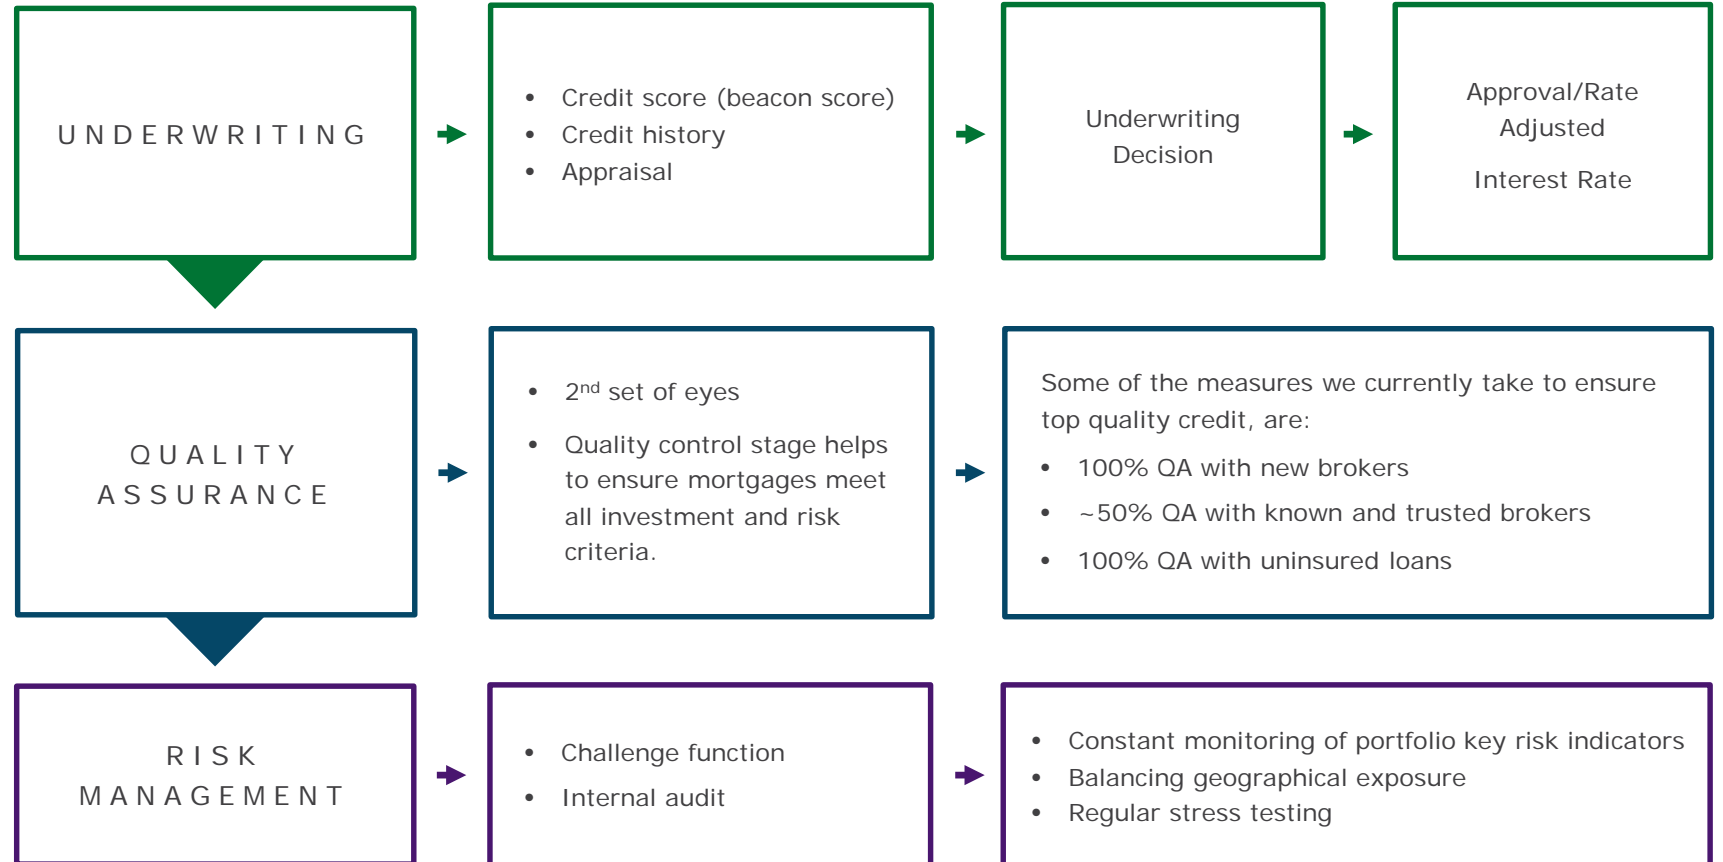 UNDERWRITING
• Credit score (beacon score)
• Credit history
• Appraisal
Underwriting
Decision
Approval/Rate
Adjusted
Interest Rate
QUALITY
ASSURANCE
• 2nd set of eyes
• Quality control stage helps
to ensure mortgages meet
all investment and risk
criteria.
Some of the measures we currently take to ensure
top quality credit, are:
• 100% QA with new brokers
• ~50% QA with known and trusted brokers
• 100% QA with uninsured loans
RISK
MANAGEMENT
• Challenge function
• Internal audit
• Constant monitoring of portfolio key risk indicators
• Balancing geographical exposure
• Regular stress testing